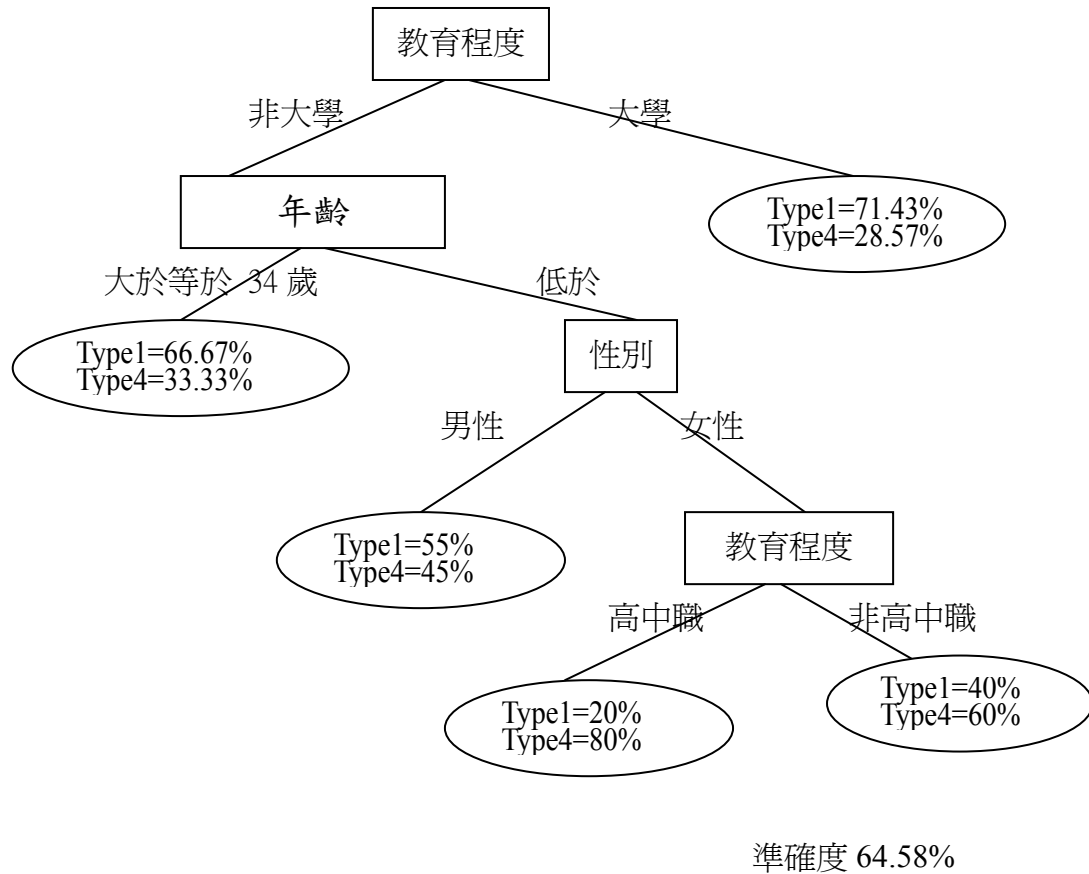 教育程度
非大學
大學
年齡
Type1=71.43%
Type4=28.57%
大於等於 34 歲
低於
Type1=66.67%
Type4=33.33%
性別
男性
女性
Type1=55%
Type4=45%
教育程度
高中職
非高中職
Type1=20%
Type4=80%
Type1=40%
Type4=60%
準確度 64.58%